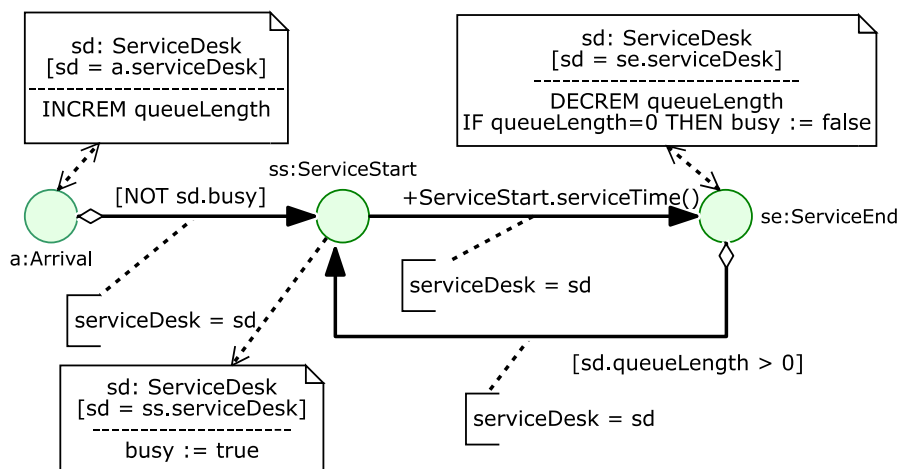 sd: ServiceDesk
[sd = a.serviceDesk]
INCREM queueLength
sd: ServiceDesk
[sd = se.serviceDesk]
DECREM queueLength
IF queueLength=0 THEN busy := false
ss:ServiceStart
[NOT sd.busy]
+ServiceStart.serviceTime()
se:ServiceEnd
a:Arrival
serviceDesk = sd
serviceDesk = sd
[sd.queueLength > 0]
sd: ServiceDesk
[sd = ss.serviceDesk]
busy := true
serviceDesk = sd